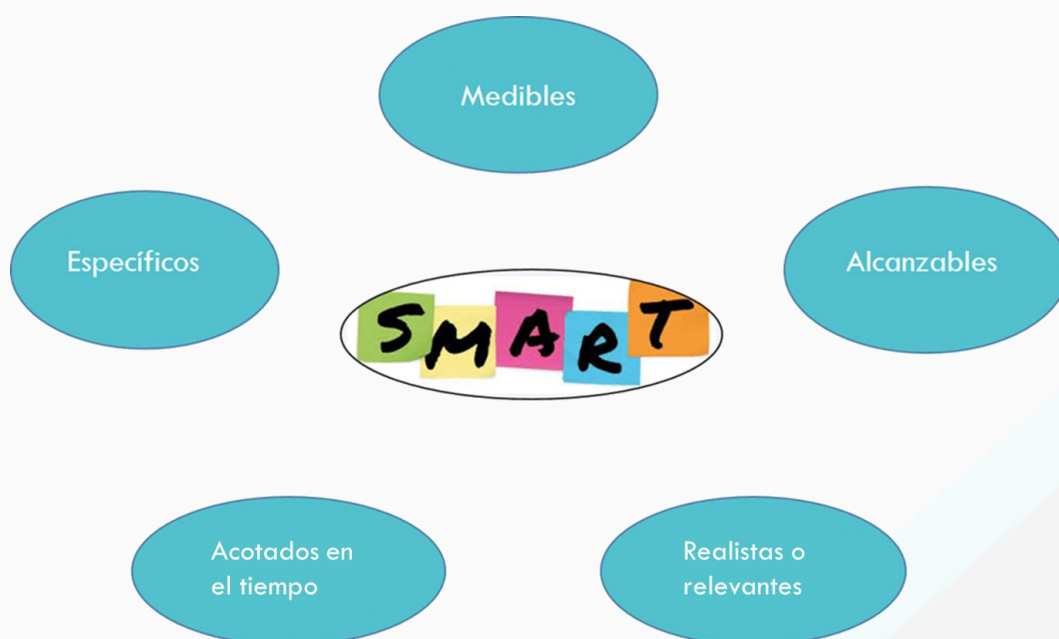 Medibles
Específicos
Alcanzables
SMART
Acotados en
el tiempo
Realistas o
relevantes